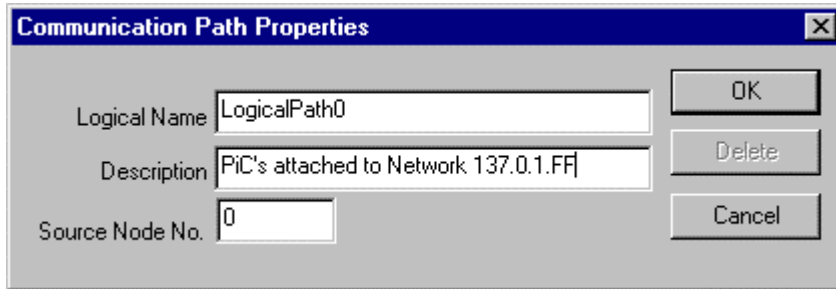 Communication Path Properties
Logical Name LogicalPath0
OK
Description PiC's attached to Network 137.0.1.FF
Delete
Source Node No. 0
Cancel